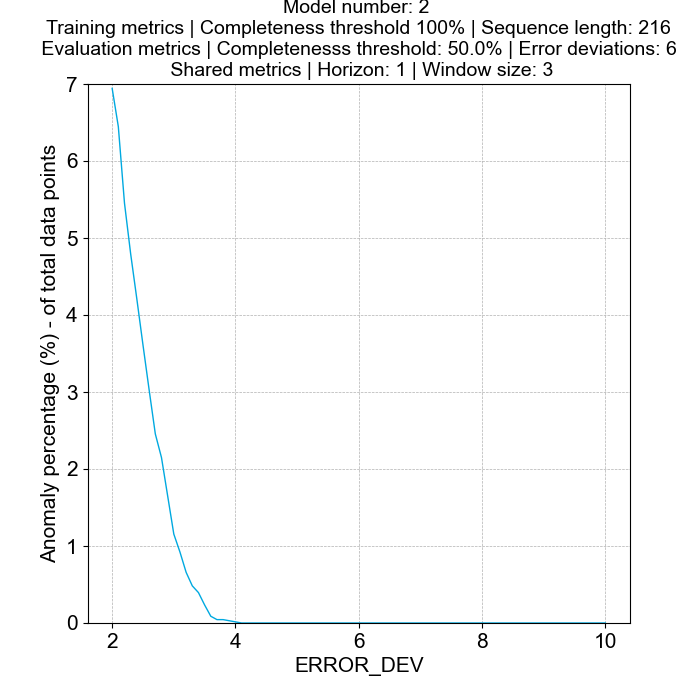 Model number: 2
Training metrics | Completeness threshold 100% | Sequence length: 216
Evaluation metrics | Completenesss threshold: 50.0% | Error deviations: 6
Shared metrics | Horizon: 1 | Window size: 3
Anomaly percentage (%) - of total data points
7
6
5
4
3
2
1
0
2 4 6 8 10
ERROR_DEV